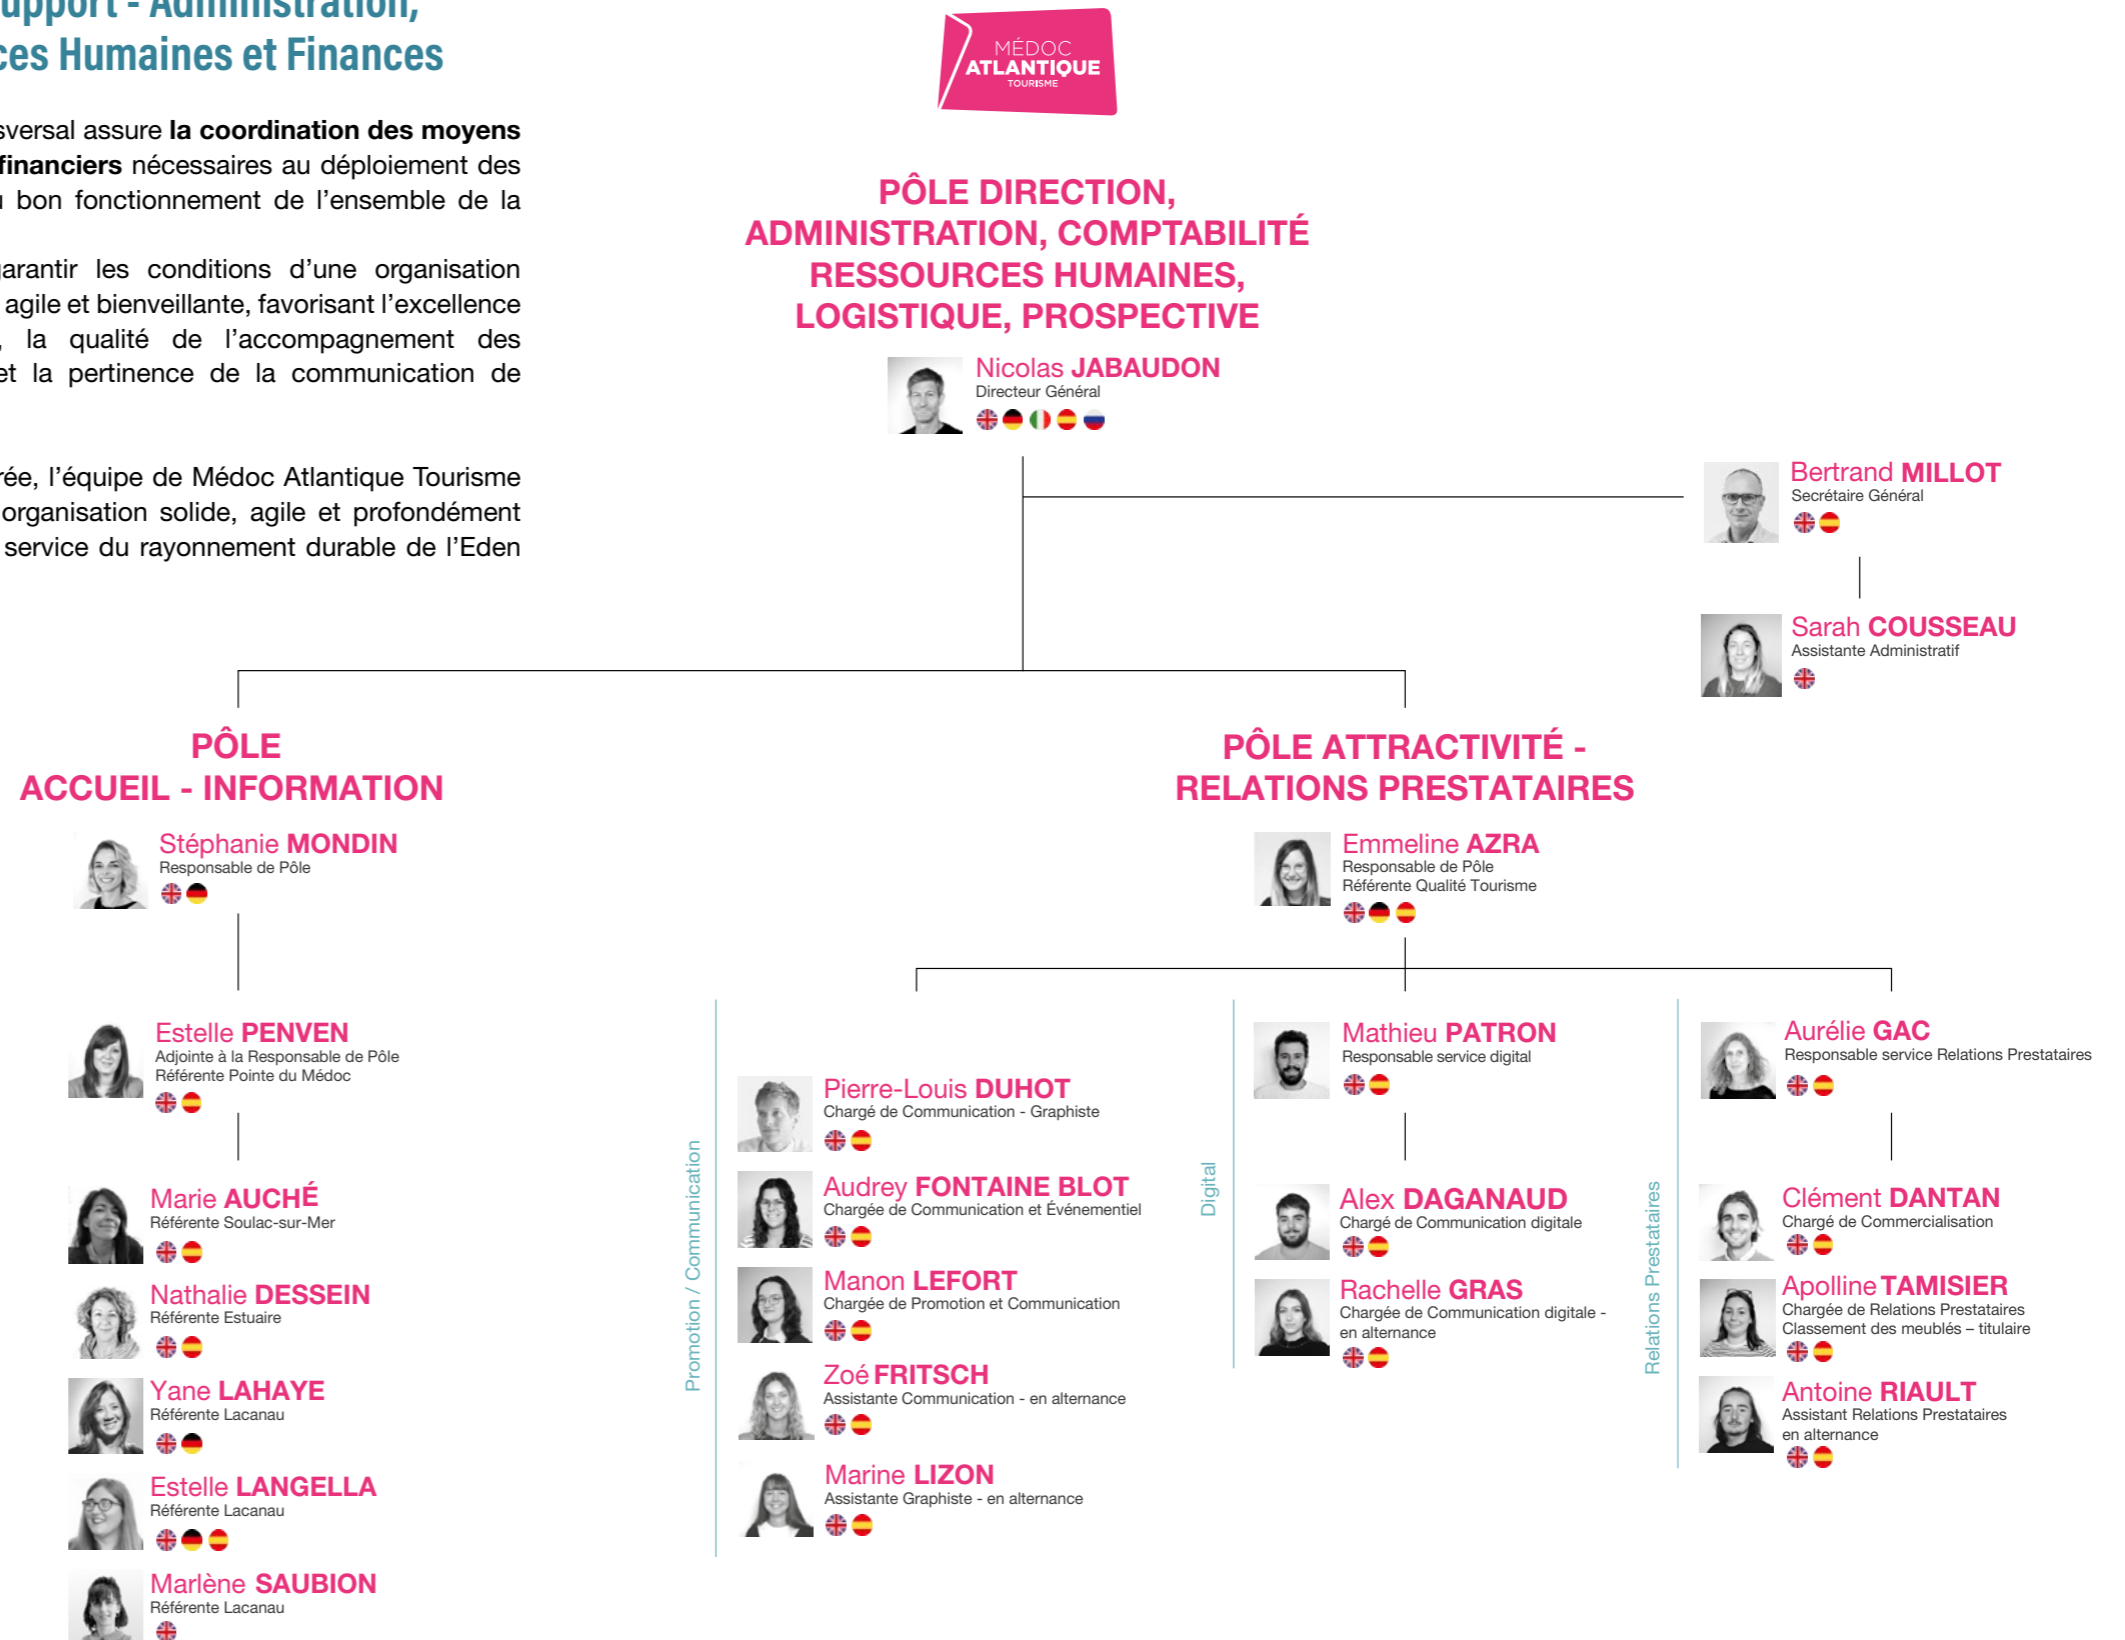 upport - Administration,
ces Humaines et Finances
sversal assure la coordination des moyens
financiers nécessaires au déploiement des
bon fonctionnement de l'ensemble de la
garantir les conditions d'une organisation
agile et bienveillante, favorisant l'excellence
, la qualité de l'accompagnement des
et la pertinence de la communication de
rée, l'équipe de Médoc Atlantique Tourisme
organisation solide, agile et profondément
service du rayonnement durable de l'Eden
MÉDOC
ATLANTIQUE
TOURISME
PÔLE DIRECTION,
ADMINISTRATION, COMPTABILITÉ
RESSOURCES HUMAINES,
LOGISTIQUE, PROSPECTIVE
Nicolas JABAUDON
Directeur Général
Bertrand MILLOT
Secrétaire Général
Sarah COUSSEAU
Assistante Administratif
PÔLE
ACCUEIL - INFORMATION
Stéphanie MONDIN
Responsable de Pôle
Estelle PENVEN
Adjointe à la Responsable de Pôle
Référente Pointe du Médoc
Marie AUCHÉ
Référente Soulac-sur-Mer
Nathalie DESSEIN
Référente Estuaire
Yane LAHAYE
Référente Lacanau
Estelle LANGELLA
Référente Lacanau
Marlène SAUBION
Référente Lacanau
PÔLE ATTRACTIVITÉ -
RELATIONS PRESTATAIRES
Emmeline AZRA
Responsable de Pôle
Référente Qualité Tourisme
Promotion / Communication
Pierre-Louis DUHOT
Chargé de Communication - Graphiste
Audrey FONTAINE BLOT
Chargée de Communication et Événementiel
Manon LEFORT
Chargée de Promotion et Communication
Zoé FRITSCH
Assistante Communication - en alternance
Marine LIZON
Assistante Graphiste - en alternance
Digital
Mathieu PATRON
Responsable service digital
Alex DAGANAUD
Chargé de Communication digitale
Rachelle GRAS
Chargée de Communication digitale -
en alternance
Relations Prestataires
Aurélie GAC
Responsable service Relations Prestataires
Clément DANTAN
Chargé de Commercialisation
Apolline TAMISIER
Chargée de Relations Prestataires
Classement des meublés – titulaire
Antoine RIAULT
Assistant Relations Prestataires
en alternance